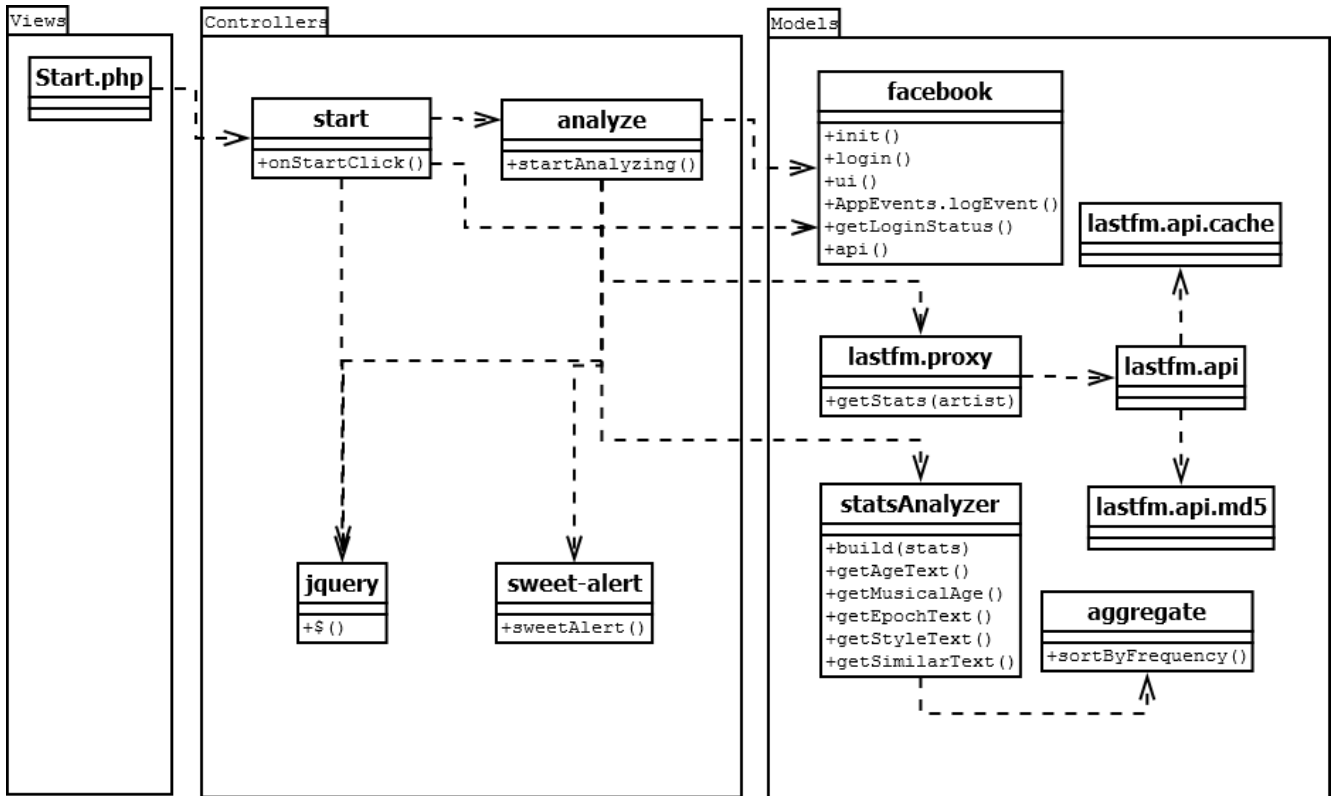 Views
Start.php
Controllers
start
+onStartClick()
analyze
+startAnalyzing()
jquery
+$()
sweet-alert
+sweetAlert()
Models
facebook
+init()
+login()
+ui()
+AppEvents.logEvent()
+getLoginStatus()
+api()
lastfm.api.cache
lastfm.proxy
+getStats(artist)
lastfm.api
lastfm.api.md5
statsAnalyzer
+build(stats)
+getAgeText()
+getMusicalAge()
+getEpochText()
+getStyleText()
+getSimilarText()
aggregate
+sortByFrequency()